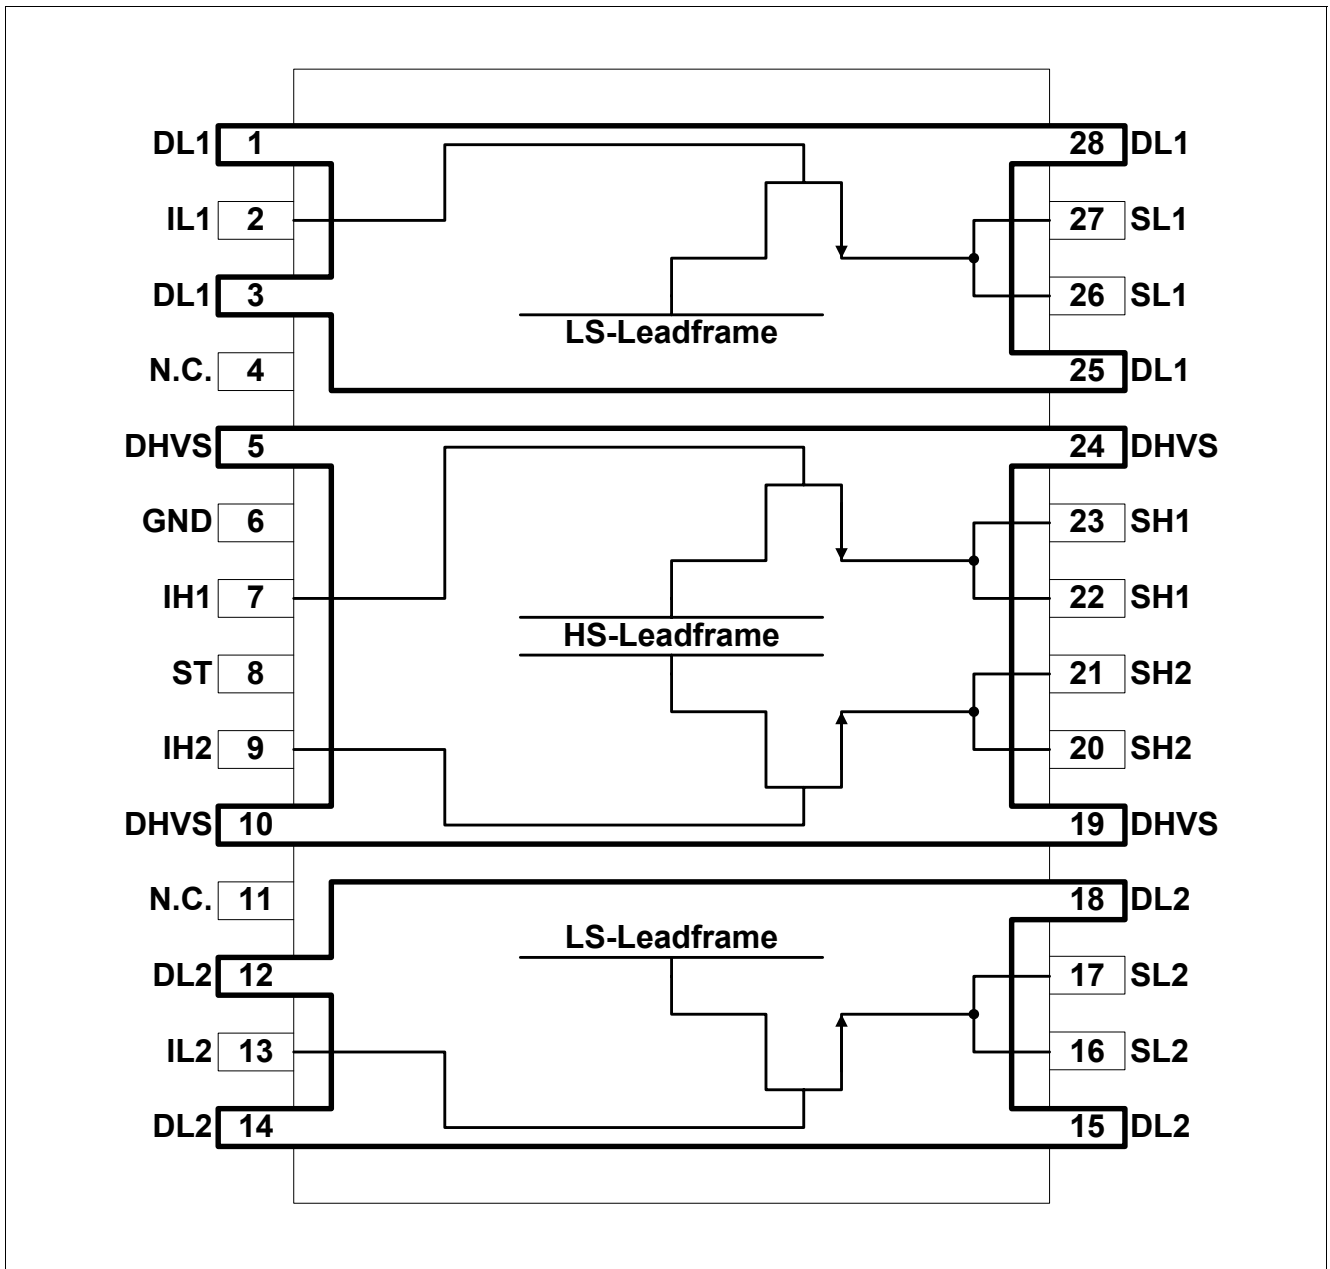 DL1 1 28 DL1
IL1 2 27 SL1
DL1 3 26 SL1
LS-Leadframe
N.C. 4 25 DL1
DHVS 5 24 DHVS
GND 6 23 SH1
IH1 7 22 SH1
HS-Leadframe
ST 8 21 SH2
IH2 9 20 SH2
DHVS 10 19 DHVS
N.C. 11 18 DL2
LS-Leadframe
DL2 12 17 SL2
IL2 13 16 SL2
DL2 14 15 DL2